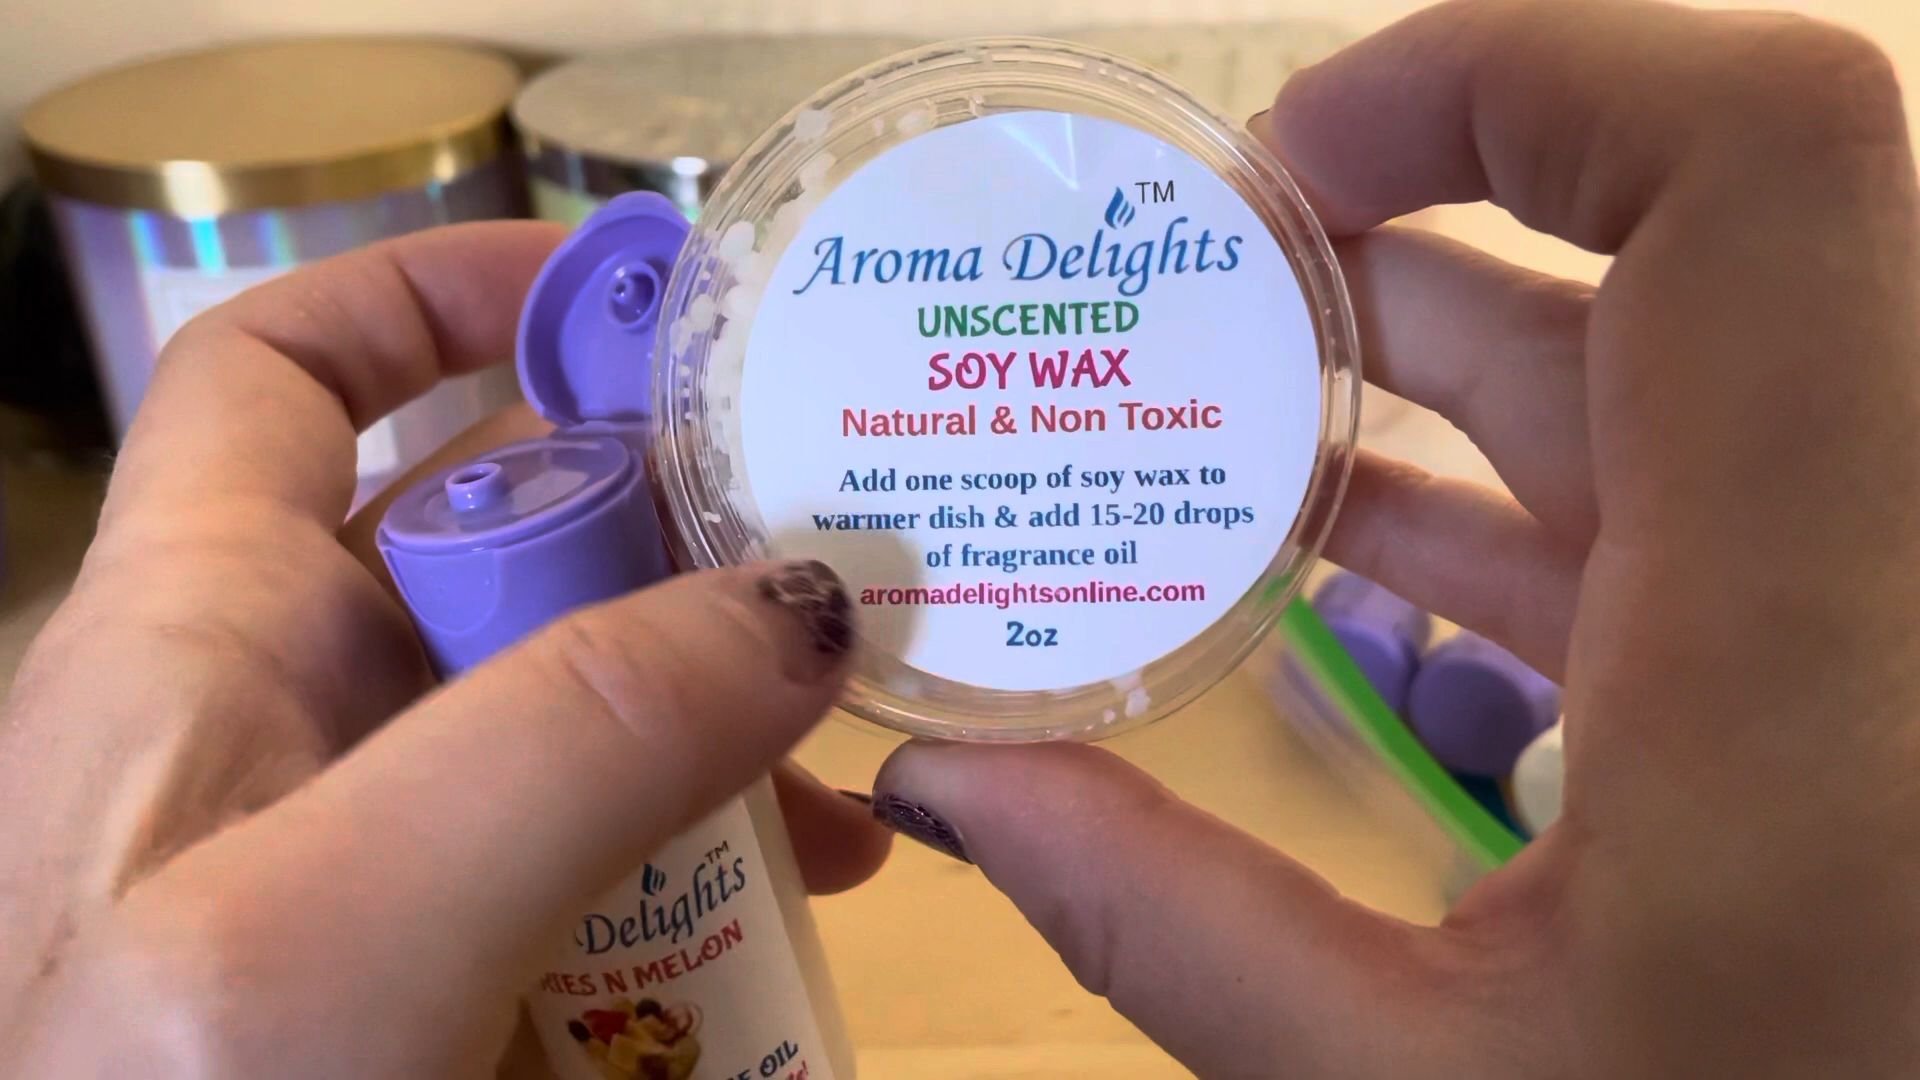 Aroma Delights TM
UNSCENTED
SOY WAX
Natural & Non Toxic
Add one scoop of soy wax to
warmer dish & add 15-20 drops
of fragrance oil
aromadelightsonline.com
2oz
Delights TM
N MELON
OIL